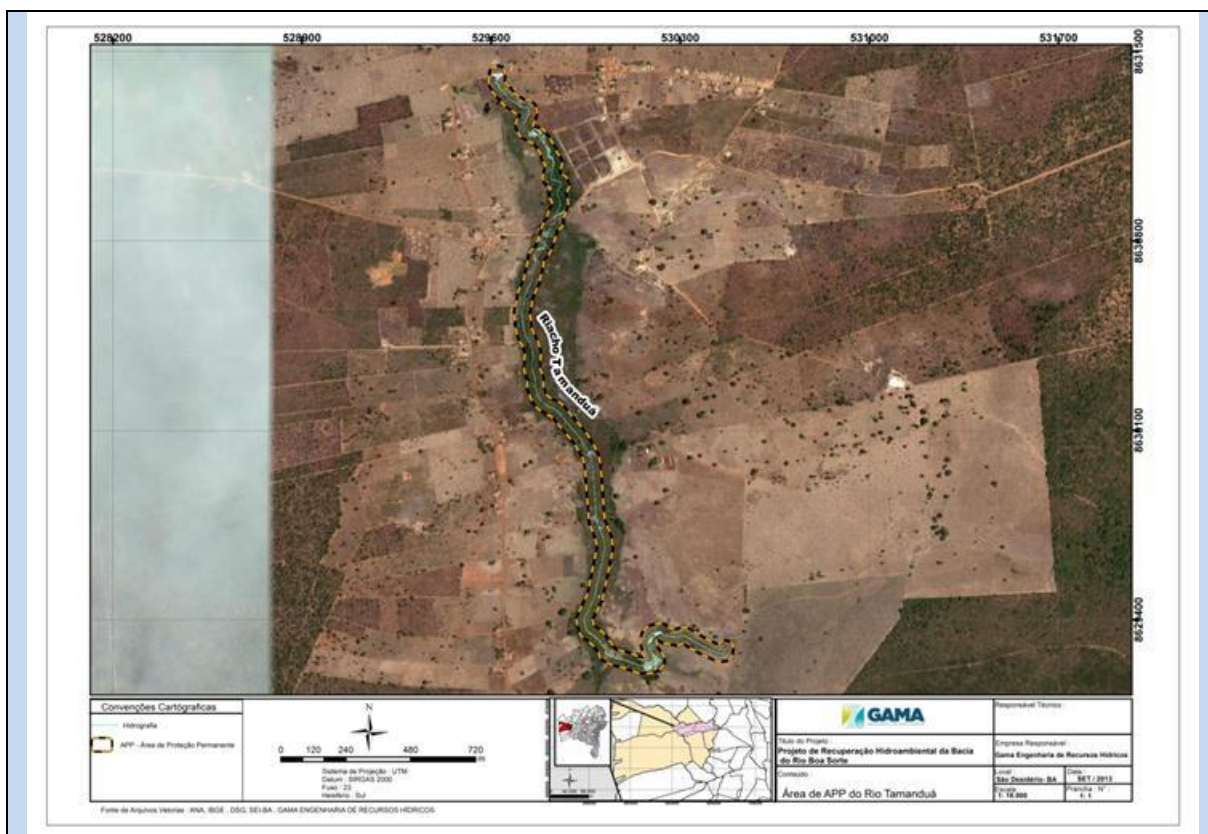 528200 528900 529600 530300 531000 531700
8631500
8630800
8630100
8629400
Riacho Tamanduá
Convenções Cartográficas
Hidrografia
APP - Área de Proteção Permanente
N
0 120 240 480 720
m
Sistema de Projeção : UTM
Datum : SIRGAS 2000
Fuso : 23
Hemisfério : Sul
GAMA
Título do Projeto :
Projeto de Recuperação Hidroambiental da Bacia
do Rio Boa Sorte
Conteúdo :
Área de APP do Rio Tamanduá
Responsável Técnico :
Empresa Responsável :
Gama Engenharia de Recursos Hídricos
Local :
São Desidério- BA
Data :
SET / 2013
Escala :
1: 10.000
Prancha : N° :
1: 1
Fonte de Arquivos Vetoriais : ANA, IBGE , DSG, SEI-BA , GAMA ENGENHARIA DE RECURSOS HÍDRICOS